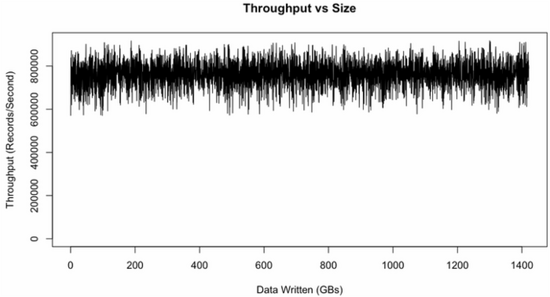 Throughput vs Size
Throughput (Records/Second)
800000
600000
400000
200000
0
0 200 400 600 800 1000 1200 1400
Data Written (GBs)